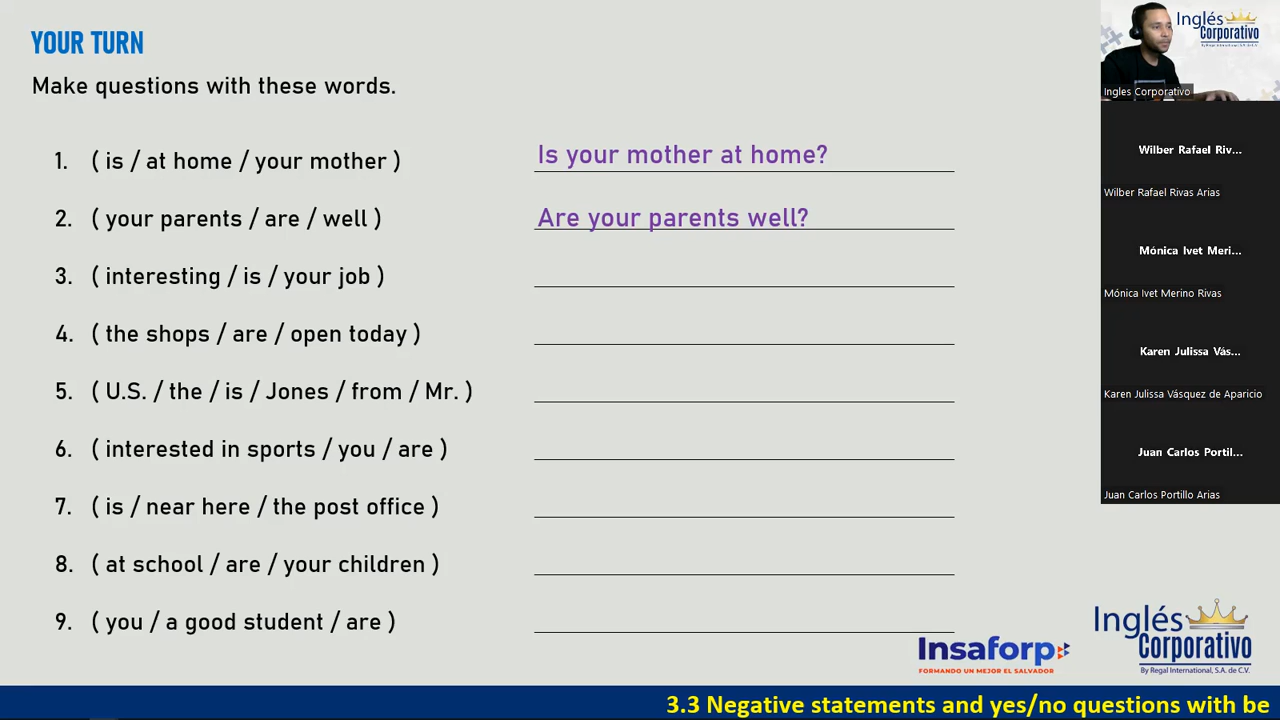 YOUR TURN
Make questions with these words.
1. ( is / at home / your mother ) Is your mother at home?
2. ( your parents / are / well ) Are your parents well?
3. ( interesting / is / your job )
4. ( the shops / are / open today )
5. ( U.S. / the / is / Jones / from / Mr. )
6. ( interested in sports / you / are )
7. ( is / near here / the post office )
8. ( at school / are / your children )
9. ( you / a good student / are )
Inglés
Corporativo
By Regal International, S.A. de C.V.
Ingles Corporativo
Wilber Rafael Riv...
Wilber Rafael Rivas Arias
Mónica Ivet Meri...
Mónica Ivet Merino Rivas
Karen Julissa Vás...
Karen Julissa Vásquez de Aparicio
Juan Carlos Portil...
Juan Carlos Portillo Arias
Insaforp
FORMANDO UN MEJOR EL SALVADOR
Inglés
Corporativo
By Regal International, S.A. de C.V.
3.3 Negative statements and yes/no questions with be